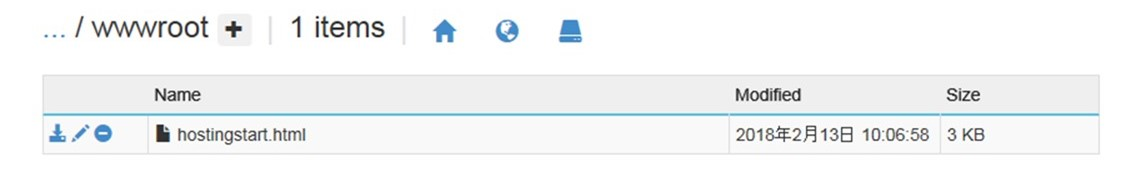 ... / wwwroot + | 1 items |
Name Modified Size
hostingstart.html 2018年2月13日 10:06:58 3 KB